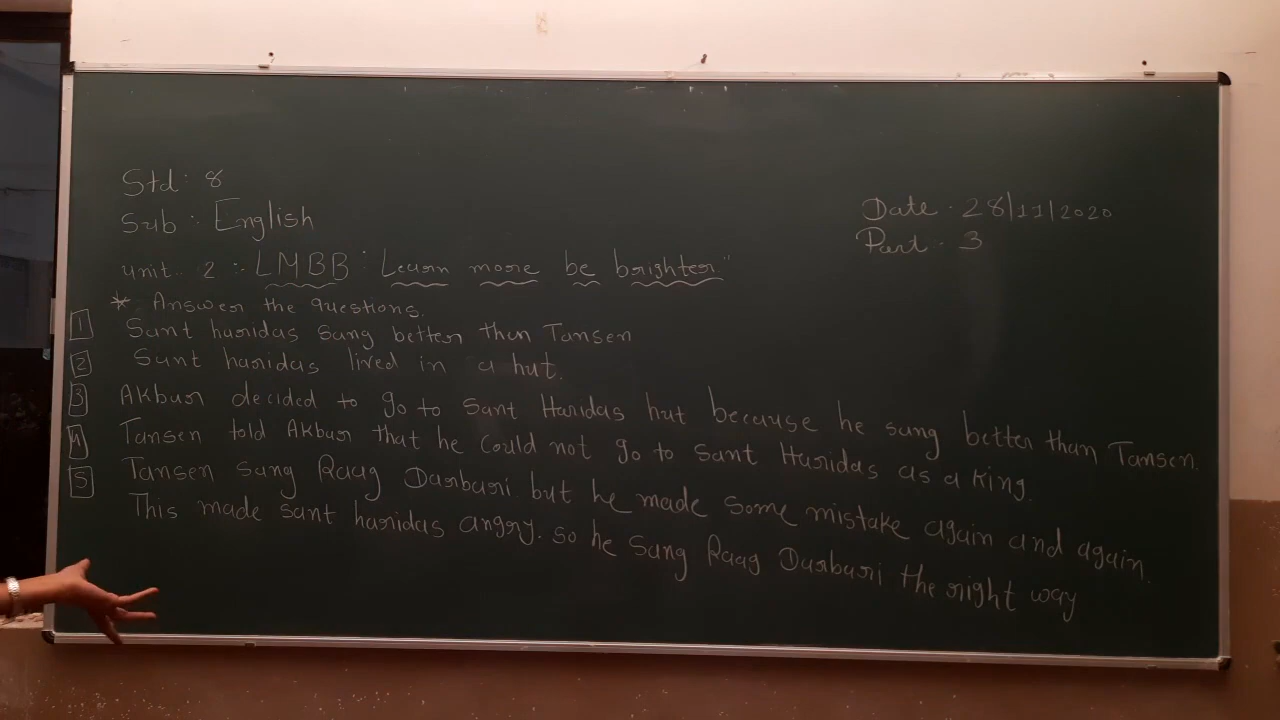 Std : 8
Sub : English
Date . 28/11/2020
Part . 3
unit .. 2 :- LMBB : Learn more be brighter."
* Answer the questions.
1 Sant haridas Sang better than Tansen
2 Sant haridas lived in a hut.
3 Akbar decided to go to Sant Haridas hut because he sang better than Tansen.
4 Tansen told Akbar that he could not go to Sant Haridas as a king.
5 Tansen Sang Raag Darbari. but he made some mistake again and again.
This made sant haridas angry. so he Sang Raag Darbari the right way